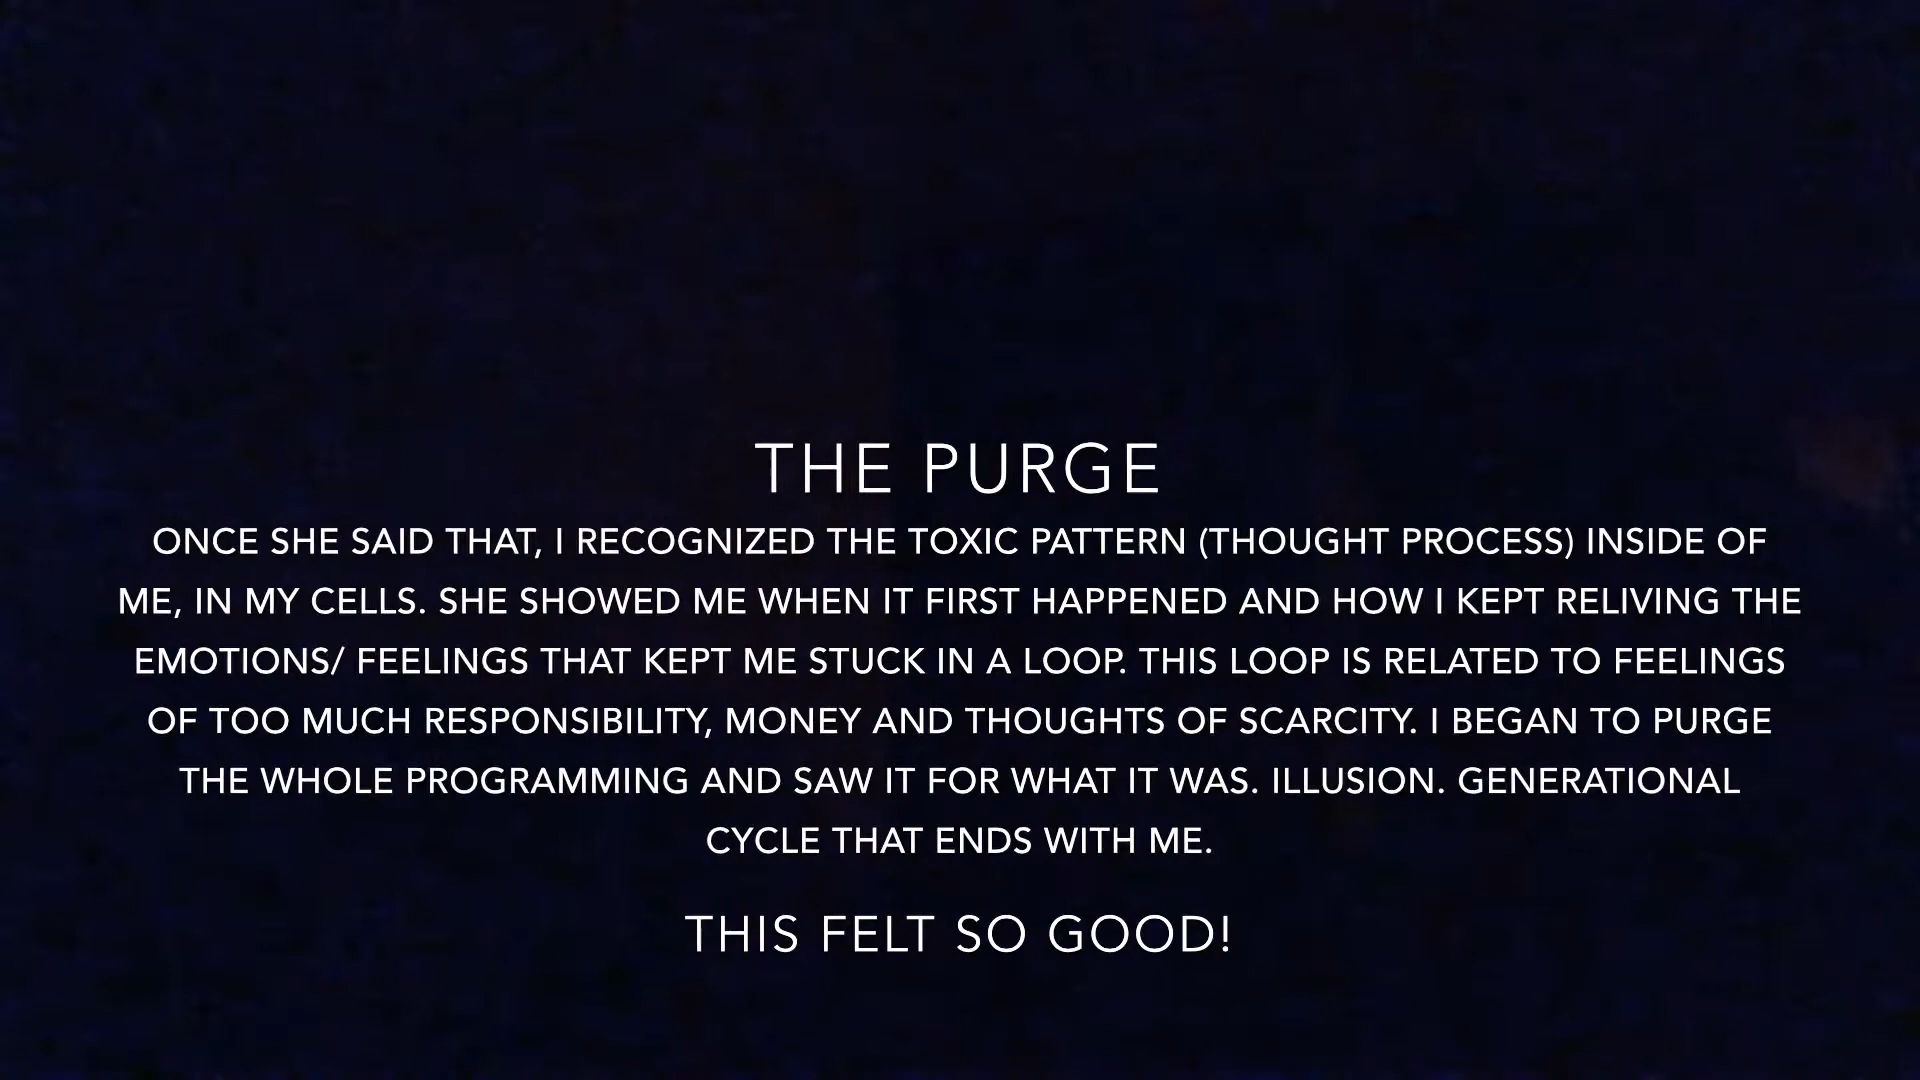 THE PURGE
ONCE SHE SAID THAT, I RECOGNIZED THE TOXIC PATTERN (THOUGHT PROCESS) INSIDE OF
ME, IN MY CELLS. SHE SHOWED ME WHEN IT FIRST HAPPENED AND HOW I KEPT RELIVING THE
EMOTIONS/ FEELINGS THAT KEPT ME STUCK IN A LOOP. THIS LOOP IS RELATED TO FEELINGS
OF TOO MUCH RESPONSIBILITY, MONEY AND THOUGHTS OF SCARCITY. I BEGAN TO PURGE
THE WHOLE PROGRAMMING AND SAW IT FOR WHAT IT WAS. ILLUSION. GENERATIONAL
CYCLE THAT ENDS WITH ME.
THIS FELT SO GOOD!